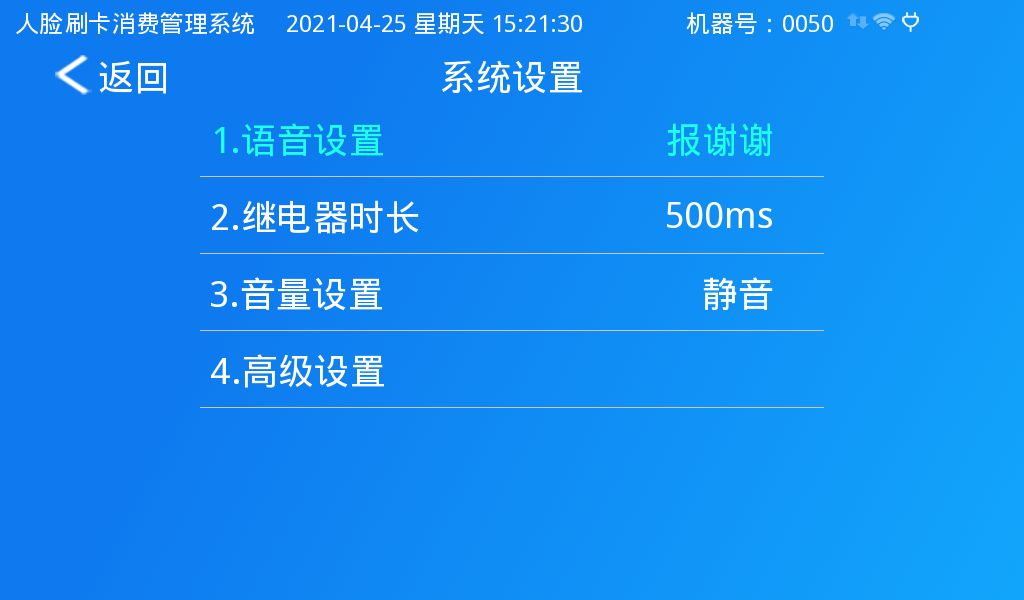 人脸刷卡消费管理系统 2021-04-25 星期天 15:21:30 机器号：0050
返回 系统设置
1.语音设置 报谢谢
2.继电器时长 500ms
3.音量设置 静音
4.高级设置